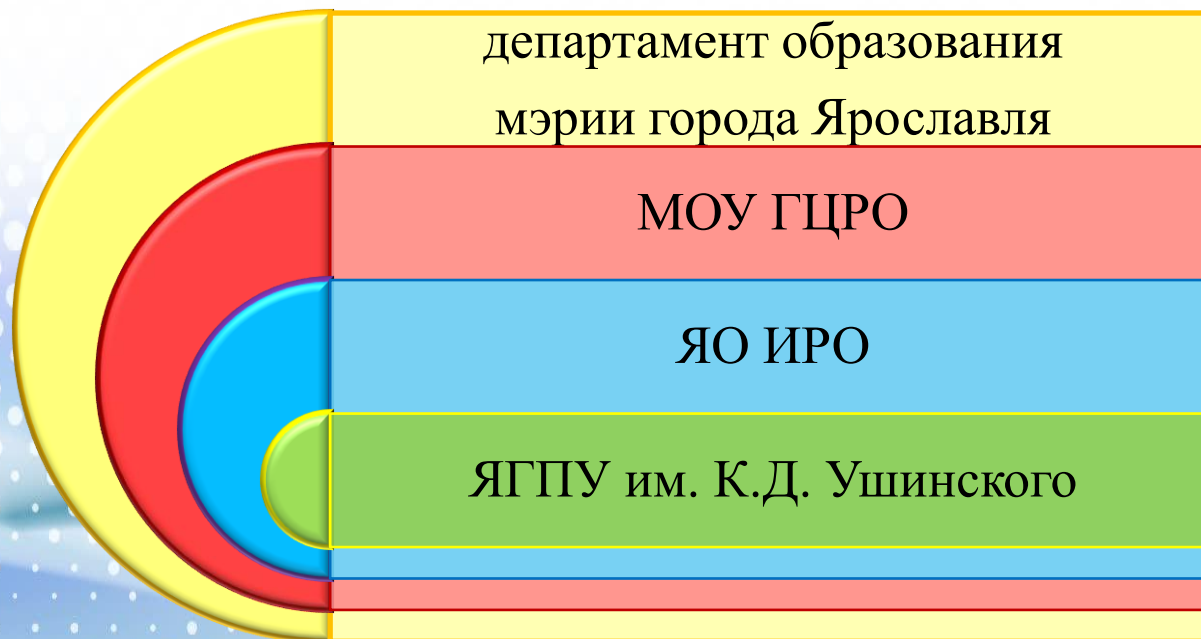 департамент образования
мэрии города Ярославля
МОУ ГЦРО
ЯО ИРО
ЯГПУ им. К.Д. Ушинского